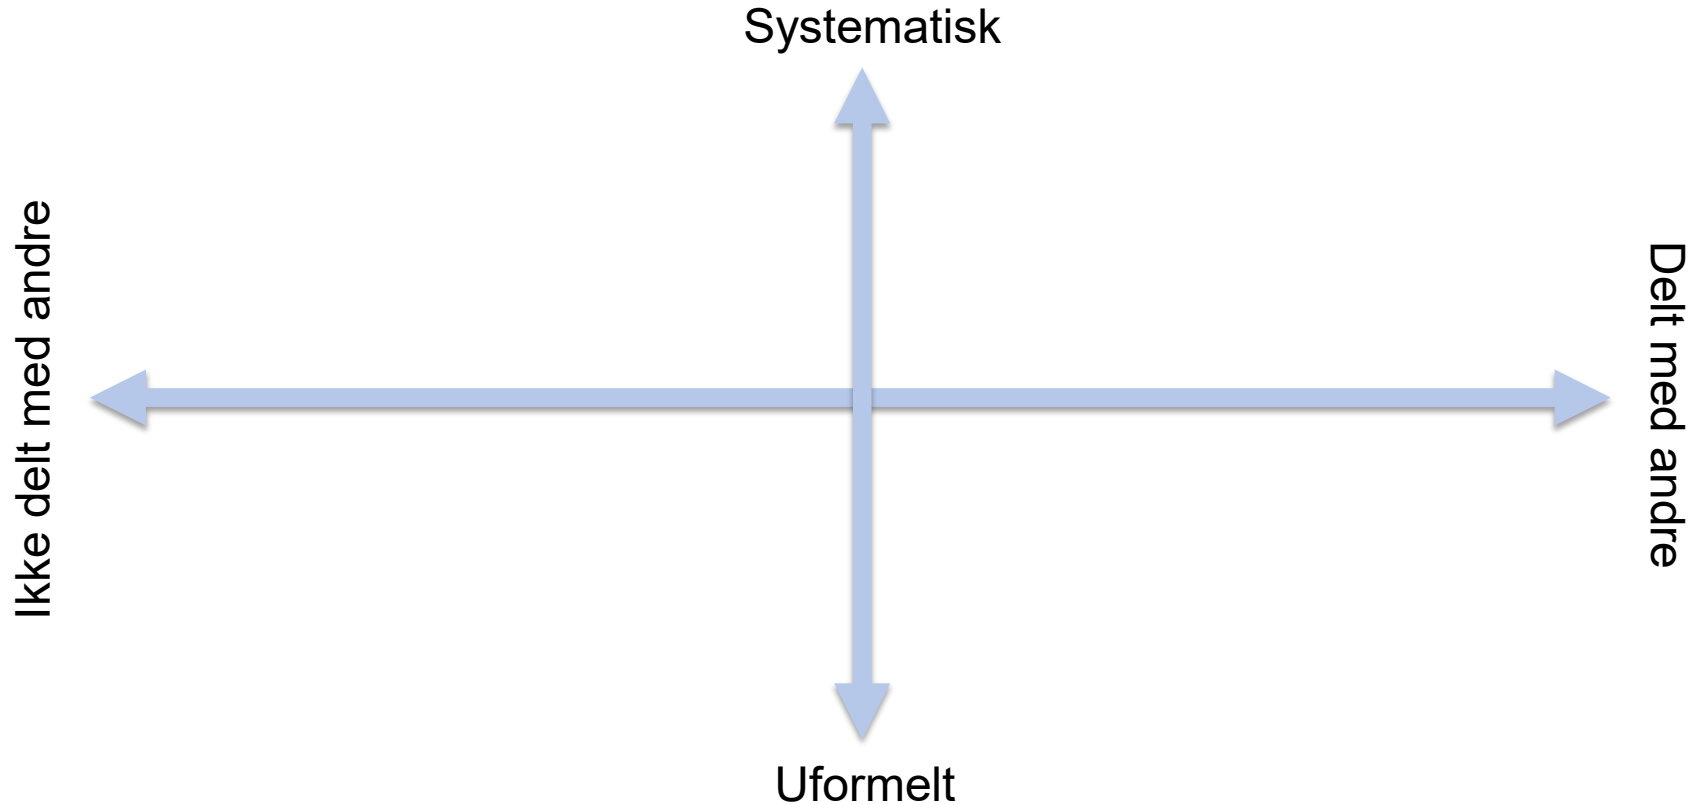 Systematisk
Ikke delt med andre
Delt med andre
Uformelt